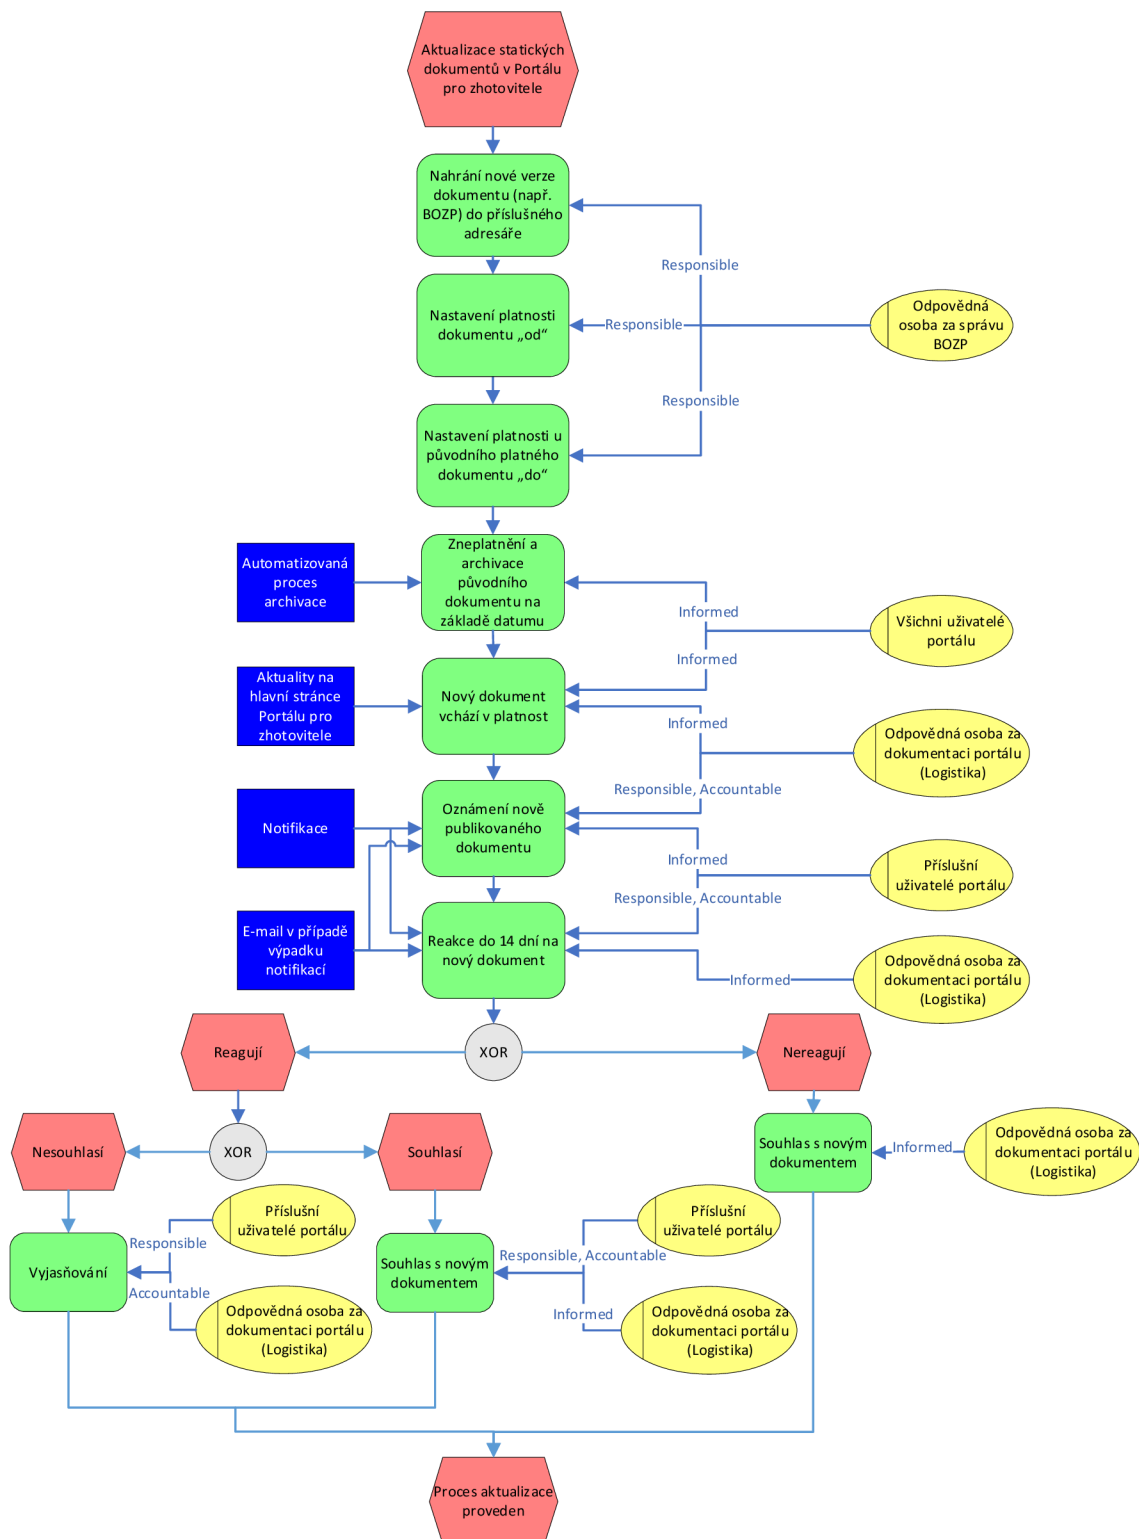 Aktualizace statických
dokumentů v Portálu
pro zhotovitele
Nahrání nové verze
dokumentu (např.
BOZP) do příslušného
adresáře
Responsible
Nastavení platnosti
dokumentu „od“
Responsible
Odpovědná
osoba za správu
BOZP
Responsible
Nastavení platnosti u
původního platného
dokumentu „do“
Automatizovaná
proces
archivace
Zneplatnění a
archivace
původního
dokumentu na
základě datumu
Informed
Všichni uživatelé
portálu
Informed
Aktuality na
hlavní stránce
Portálu pro
zhotovitele
Nový dokument
vchází v platnost
Informed
Odpovědná osoba za
dokumentaci portálu
(Logistika)
Responsible, Accountable
Notifikace
Oznámení nově
publikovaného
dokumentu
Informed
Příslušní
uživatelé portálu
Responsible, Accountable
E-mail v případě
výpadku
notifikací
Reakce do 14 dní na
nový dokument
Informed
Odpovědná osoba za
dokumentaci portálu
(Logistika)
Reagují
XOR
Nereagují
Nesouhlasí
XOR
Souhlasí
Souhlas s novým
dokumentem
Informed
Odpovědná osoba za
dokumentaci portálu
(Logistika)
Příslušní
uživatelé portálu
Responsible
Vyjasňování
Accountable
Odpovědná osoba za
dokumentaci portálu
(Logistika)
Souhlas s novým
dokumentem
Příslušní
uživatelé portálu
Responsible, Accountable
Informed
Odpovědná osoba za
dokumentaci portálu
(Logistika)
Proces aktualizace
proveden